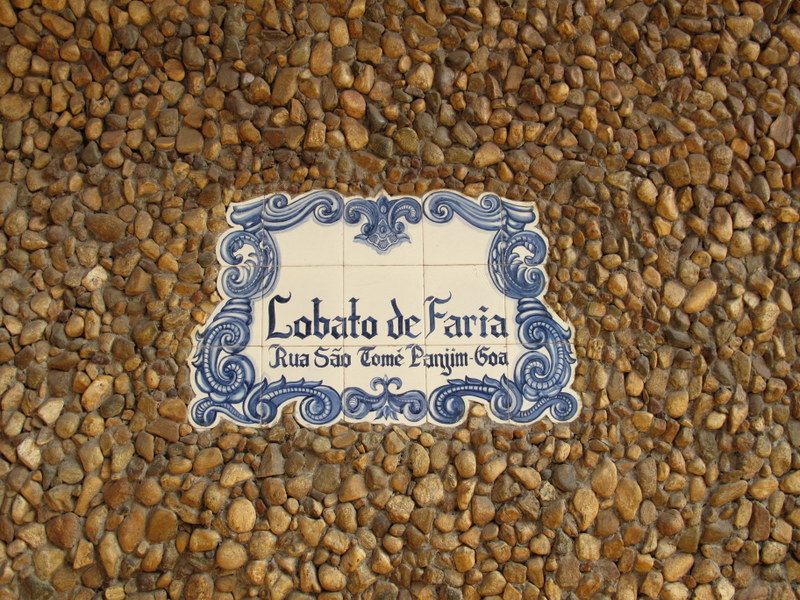 Lobato de Faria
Rua São Tomé Panjim-Goa